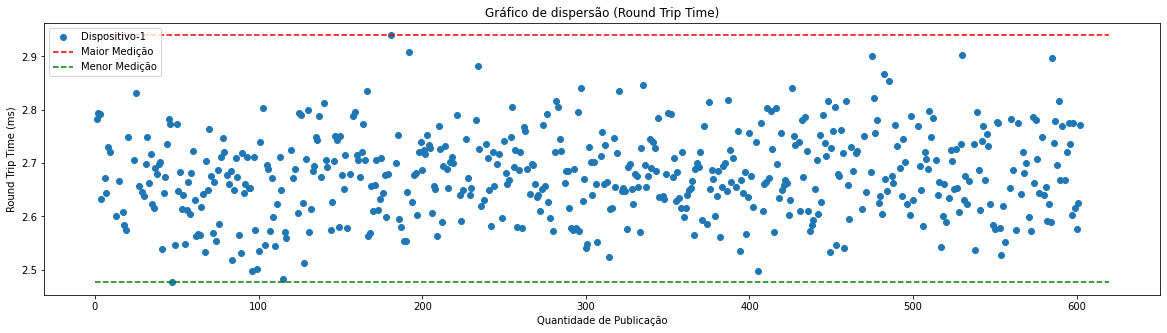 Gráfico de dispersão (Round Trip Time)
Dispositivo-1
Maior Medição
Menor Medição
Round Trip Time (ms)
2.9
2.8
2.7
2.6
2.5
0 100 200 300 400 500 600
Quantidade de Publicação